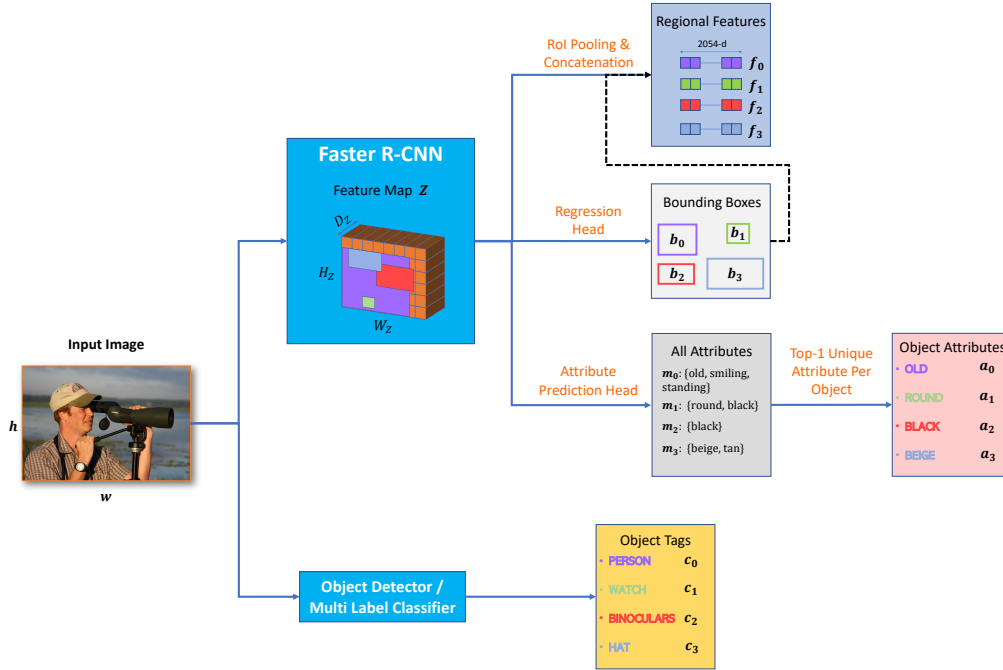 Regional Features
2054-d
f₀
f₁
f₂
f₃
RoI Pooling &
Concatenation
Faster R-CNN
Feature Map Z
D_Z
H_Z
W_Z
Regression
Head
Bounding Boxes
b₀
b₁
b₂
b₃
Input Image
h
w
Attribute
Prediction Head
All Attributes
m₀: {old, smiling,
standing}
m₁: {round, black}
m₂: {black}
m₃: {beige, tan}
Top-1 Unique
Attribute Per
Object
Object Attributes
• OLD a₀
• ROUND a₁
• BLACK a₂
• BEIGE a₃
Object Detector /
Multi Label Classifier
Object Tags
• PERSON c₀
• WATCH c₁
• BINOCULARS c₂
• HAT c₃